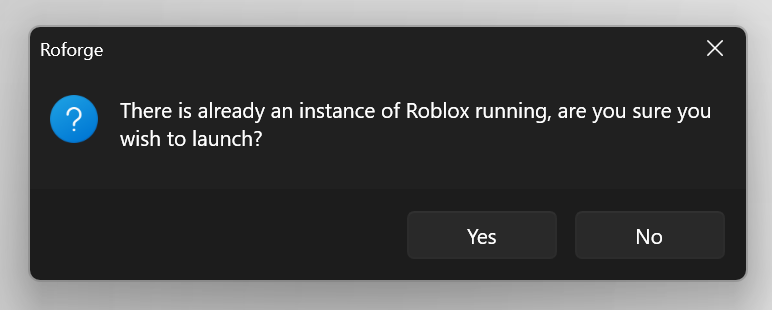 Roforge
There is already an instance of Roblox running, are you sure you
wish to launch?
Yes
No